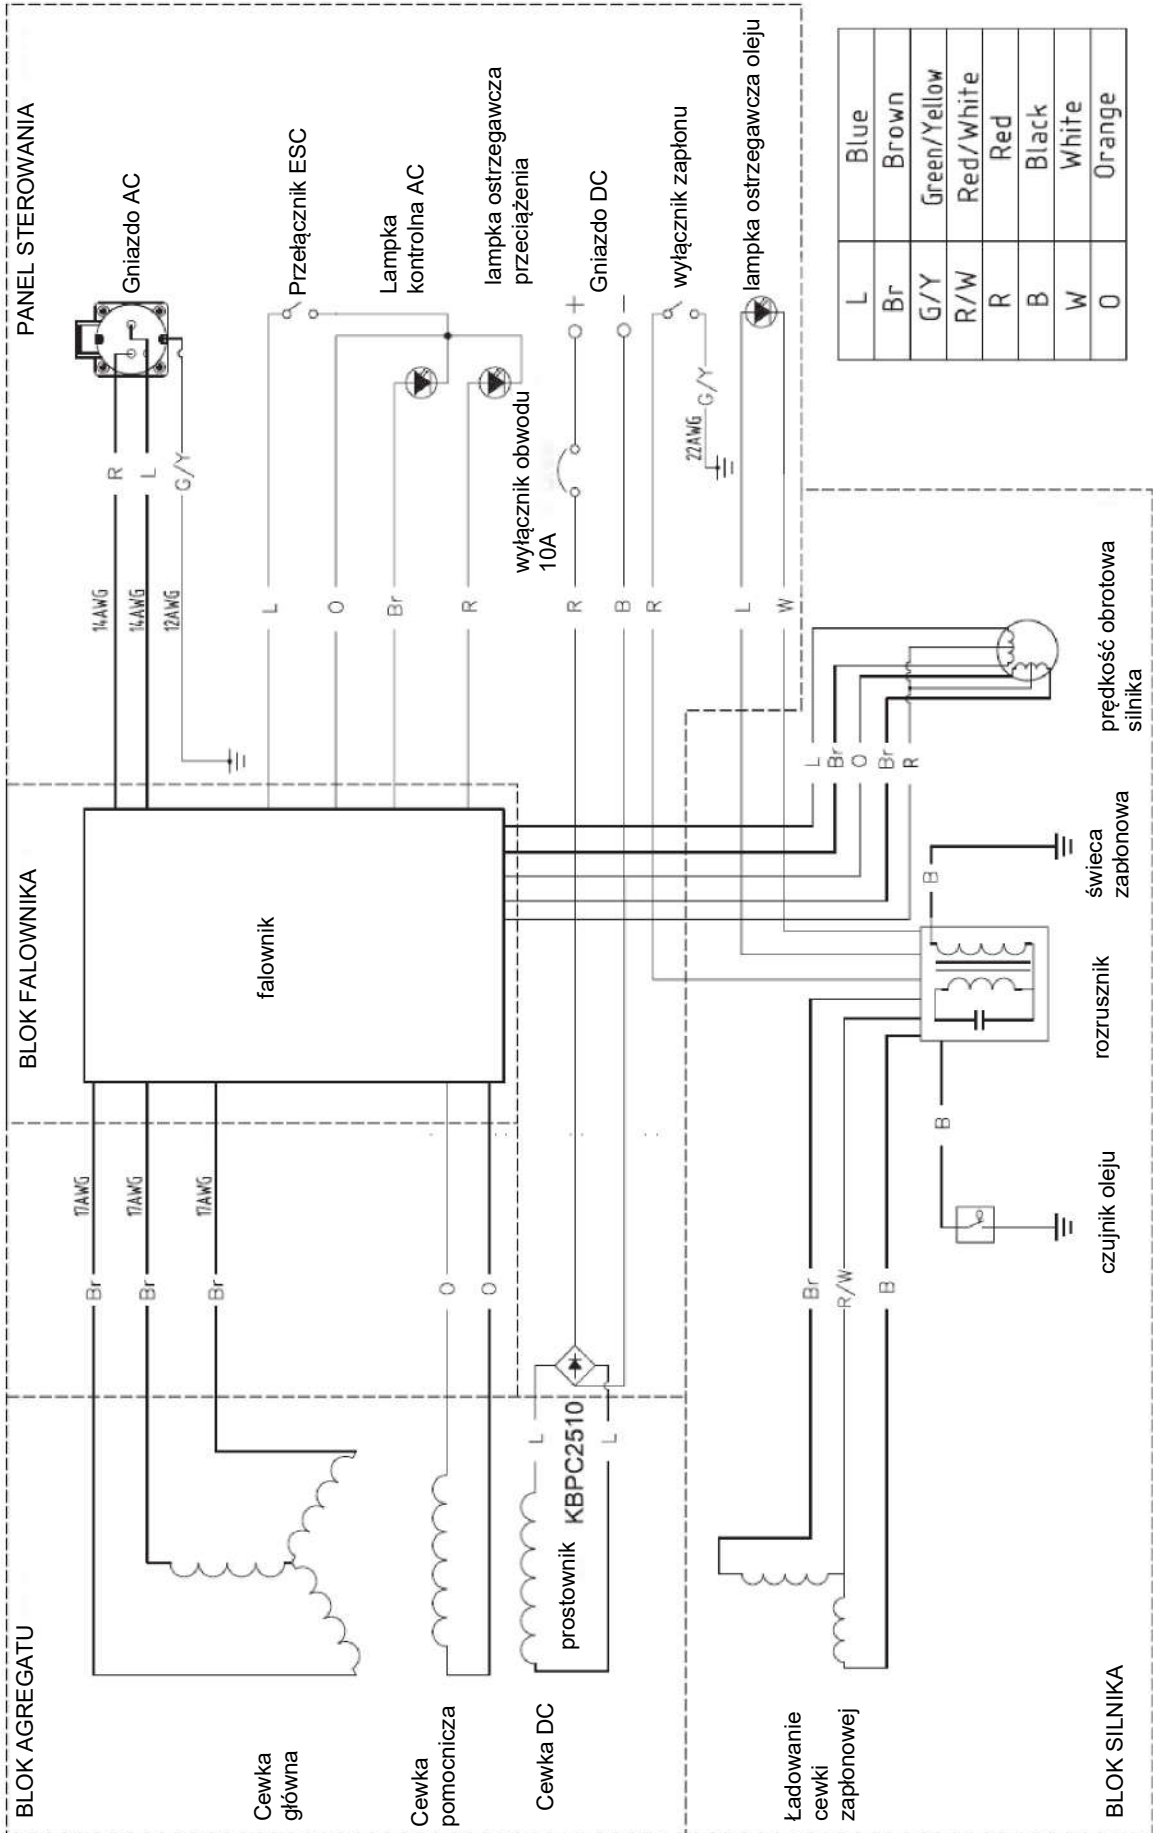 BLOK AGREGATU
BLOK FALOWNIKA
PANEL STEROWANIA
Cewka
główna
Br
17AWG
Br
17AWG
Br
17AWG
Cewka
pomocnicza
O
O
falownik
14AWG
R
14AWG
L
12AWG
G/Y
Gniazdo AC
L
Przełącznik ESC
O
Br
Lampka
kontrolna AC
R
lampka ostrzegawcza
przeciążenia
Cewka DC
L
L
prostownik
KBPC2510
wyłącznik obwodu
10A
R
+
Gniazdo DC
B
−
R
22AWG
G/Y
wyłącznik zapłonu
L
W
lampka ostrzegawcza oleju
Ładowanie
cewki
zapłonowej
Br
R/W
B
L
Br
O
Br
R
B
B
czujnik oleju
rozrusznik
świeca
zapłonowa
prędkość obrotowa
silnika
BLOK SILNIKA
L Blue
Br Brown
G/Y Green/Yellow
R/W Red/White
R Red
B Black
W White
O Orange